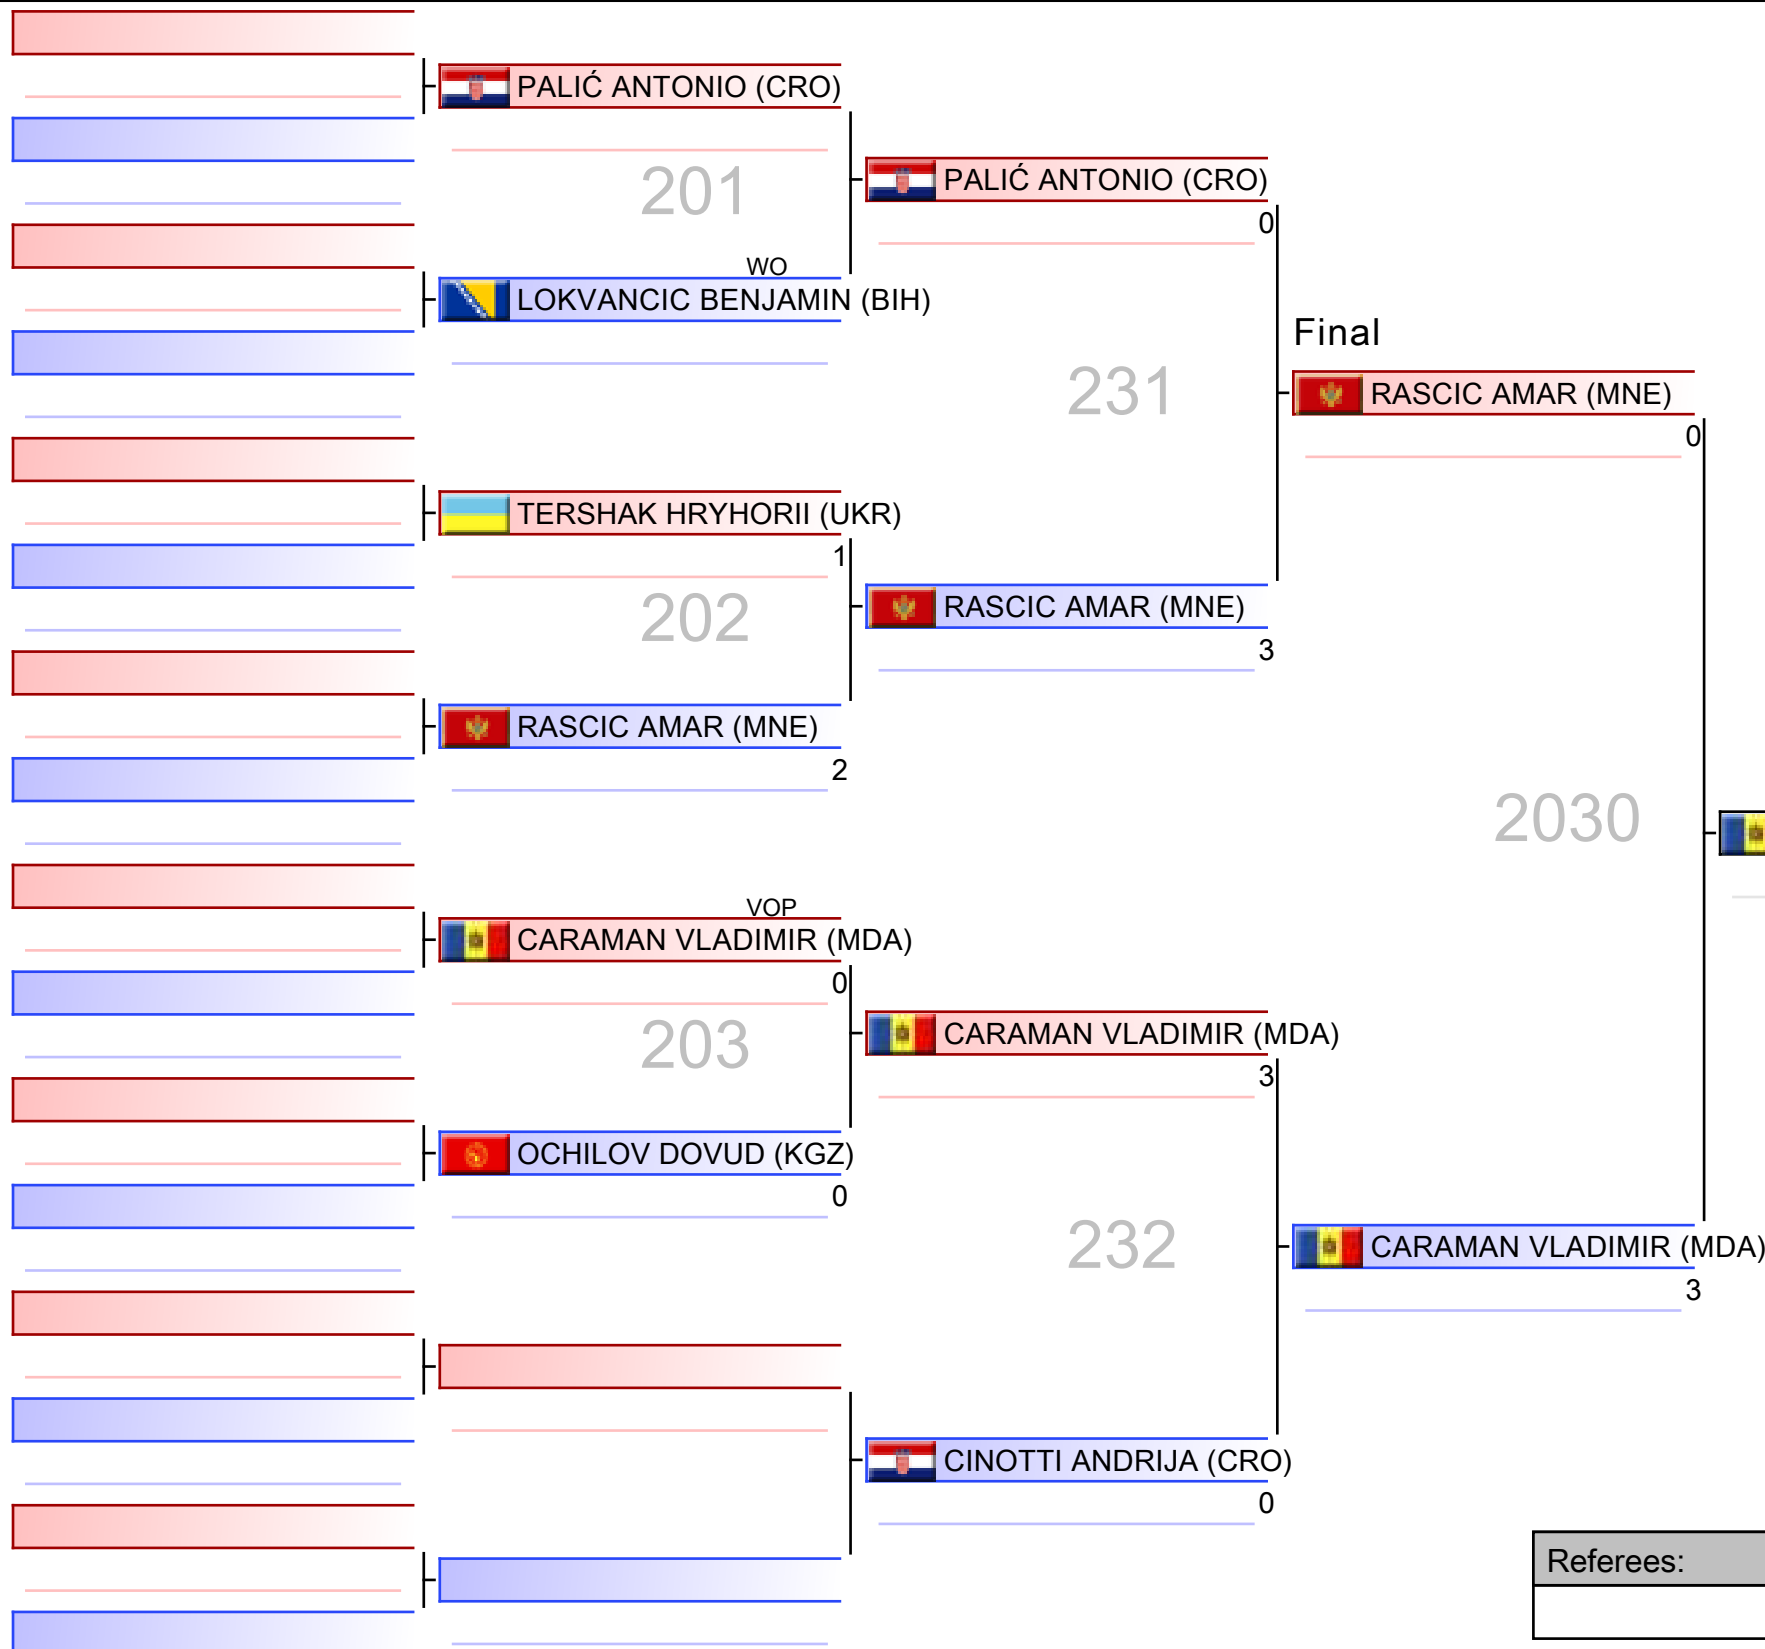 PALIĆ ANTONIO (CRO)
201
PALIĆ ANTONIO (CRO)
0
WO
LOKVANCIC BENJAMIN (BIH)
Final
231
RASCIC AMAR (MNE)
0
TERSHAK HRYHORII (UKR)
1
202
RASCIC AMAR (MNE)
3
RASCIC AMAR (MNE)
2
2030
VOP
CARAMAN VLADIMIR (MDA)
0
203
CARAMAN VLADIMIR (MDA)
3
OCHILOV DOVUD (KGZ)
0
232
CARAMAN VLADIMIR (MDA)
3
CINOTTI ANDRIJA (CRO)
0
Referees: